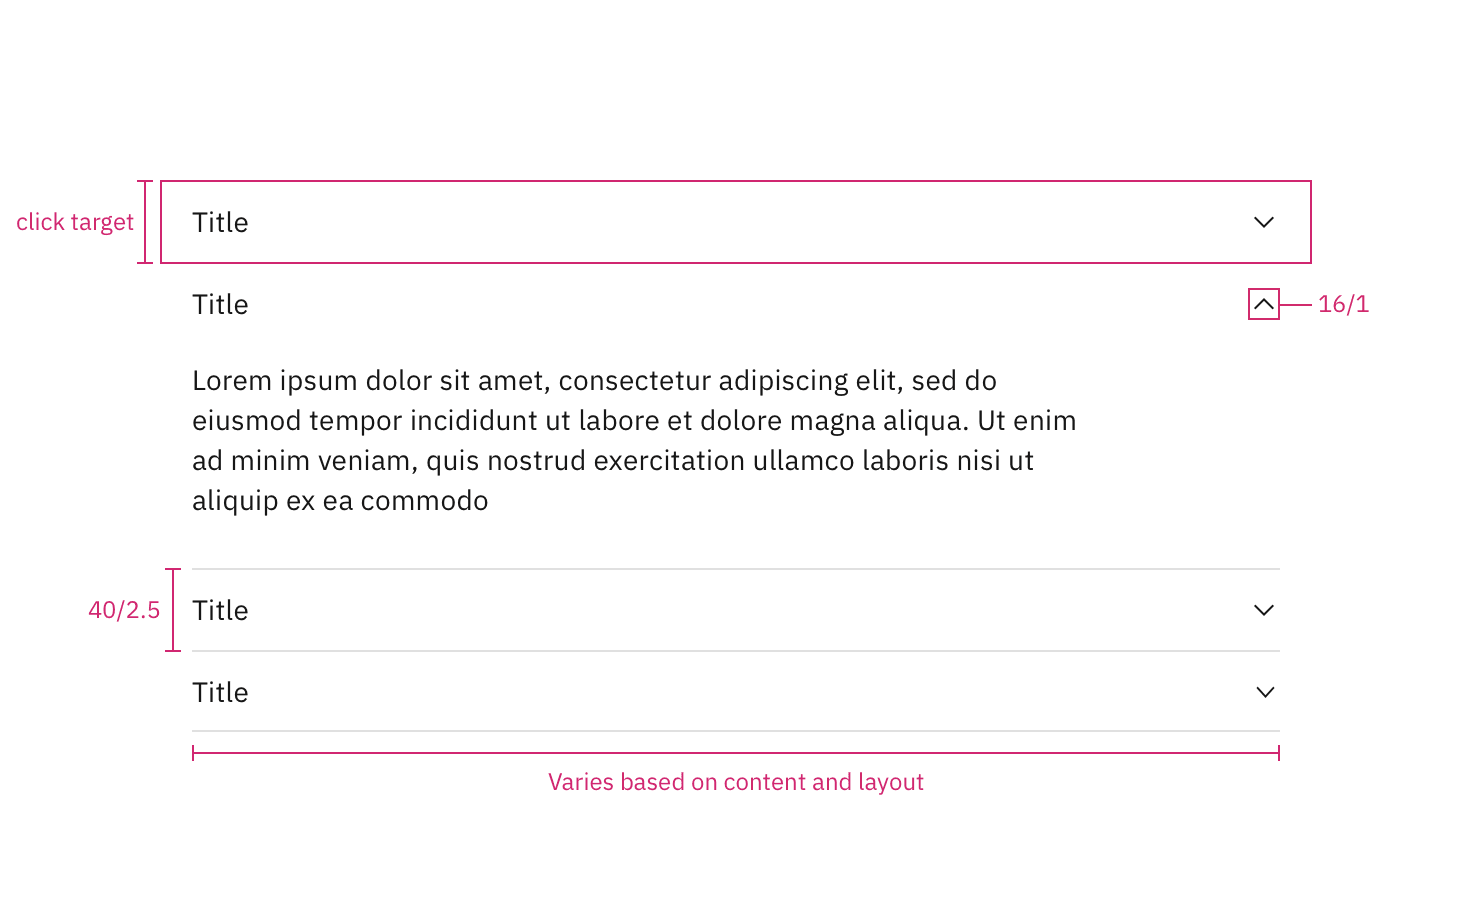 click target
Title
Title
16/1
Lorem ipsum dolor sit amet, consectetur adipiscing elit, sed do
eiusmod tempor incididunt ut labore et dolore magna aliqua. Ut enim
ad minim veniam, quis nostrud exercitation ullamco laboris nisi ut
aliquip ex ea commodo
40/2.5
Title
Title
Varies based on content and layout